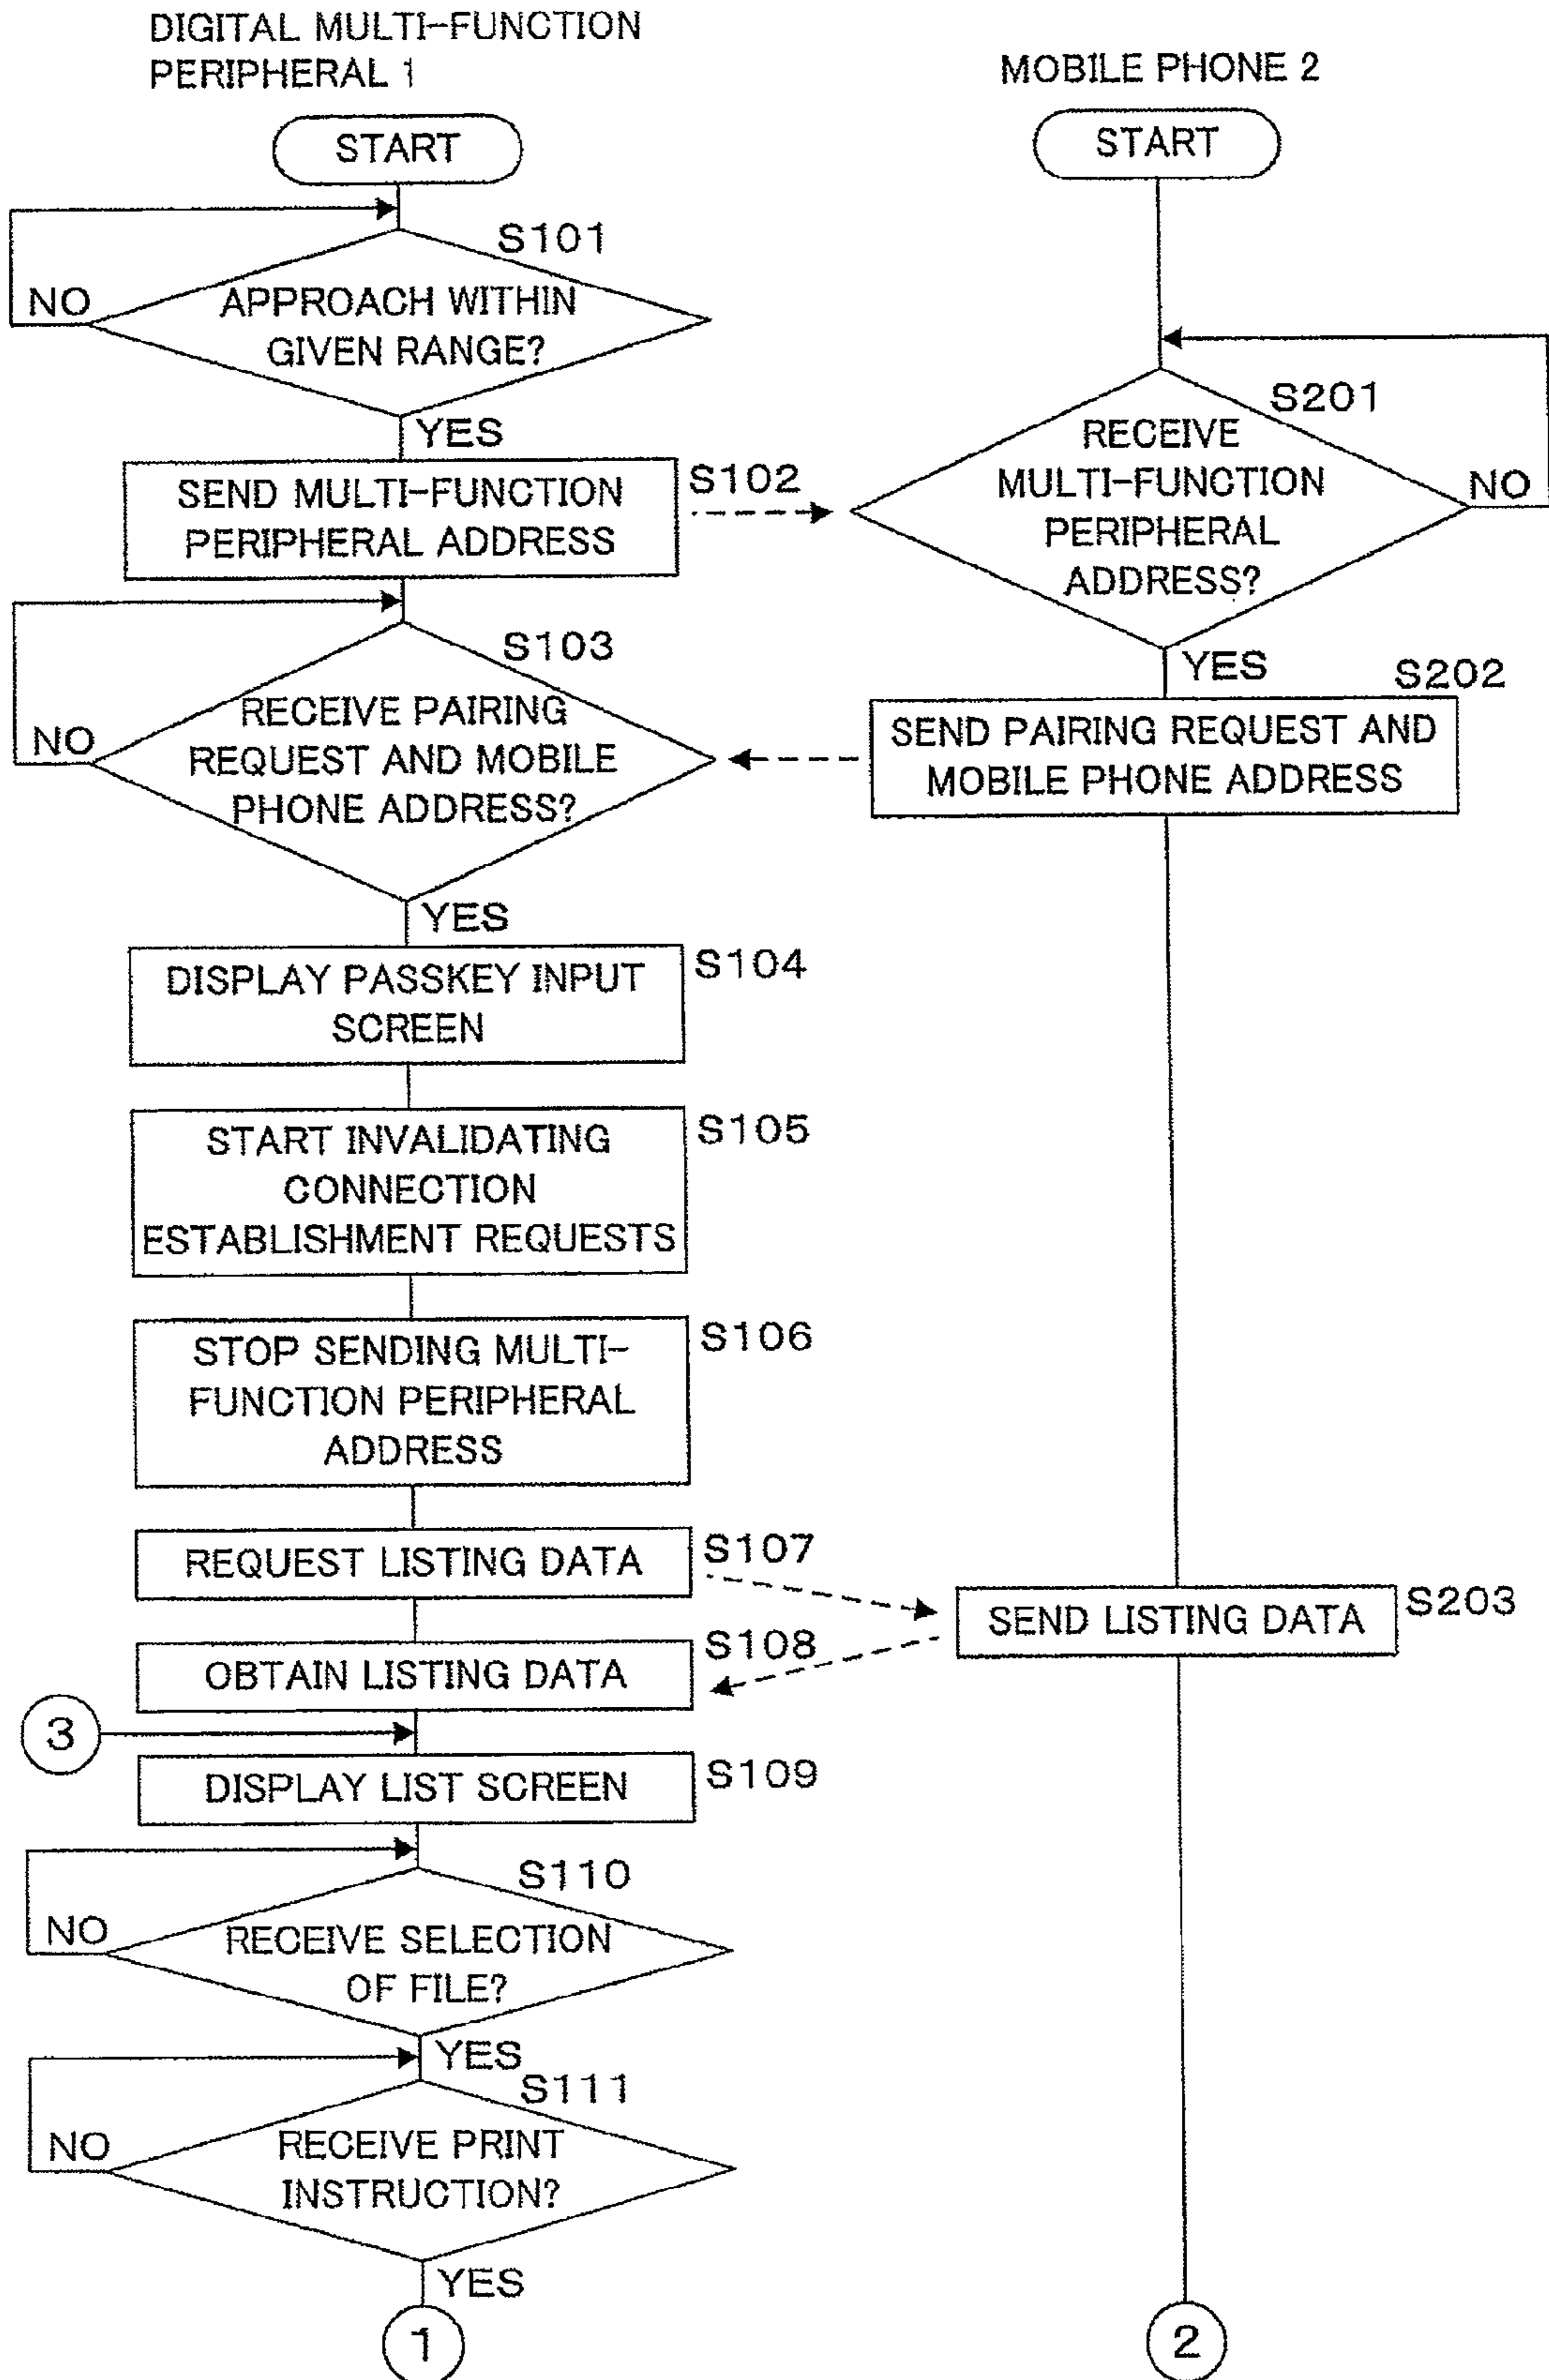 DIGITAL MULTI-FUNCTION
PERIPHERAL 1
MOBILE PHONE 2
START
START
S101
APPROACH WITHIN
GIVEN RANGE?
NO
YES
S201
RECEIVE
MULTI-FUNCTION
PERIPHERAL
ADDRESS?
NO
YES
SEND MULTI-FUNCTION
PERIPHERAL ADDRESS
S102
S103
RECEIVE PAIRING
REQUEST AND MOBILE
PHONE ADDRESS?
NO
YES
S202
SEND PAIRING REQUEST AND
MOBILE PHONE ADDRESS
DISPLAY PASSKEY INPUT
SCREEN
S104
START INVALIDATING
CONNECTION
ESTABLISHMENT REQUESTS
S105
STOP SENDING MULTI-
FUNCTION PERIPHERAL
ADDRESS
S106
REQUEST LISTING DATA
S107
SEND LISTING DATA
S203
OBTAIN LISTING DATA
S108
3
DISPLAY LIST SCREEN
S109
S110
RECEIVE SELECTION
OF FILE?
NO
YES
S111
RECEIVE PRINT
INSTRUCTION?
NO
YES
1
2